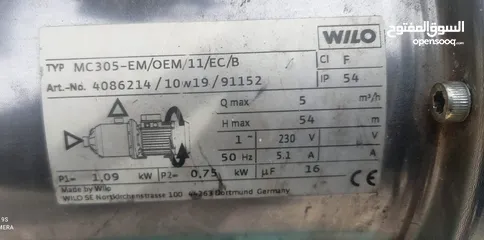 السوق المفتوح
opensooq.com
WILO
TYP MC305-EM/OEM/11/EC/B
CI F
Art.-No. 4086214/10w19/91152
IP 54
Q max 5 m³/h
H max 54 m
1~ 230 V V
50 Hz 5.1 A A
P1= 1,09 kW P2= 0,75 kW µF 16
CE
Made by Wilo
WILO SE Nortkirchenstrasse 100 44263 Dortmund Germany